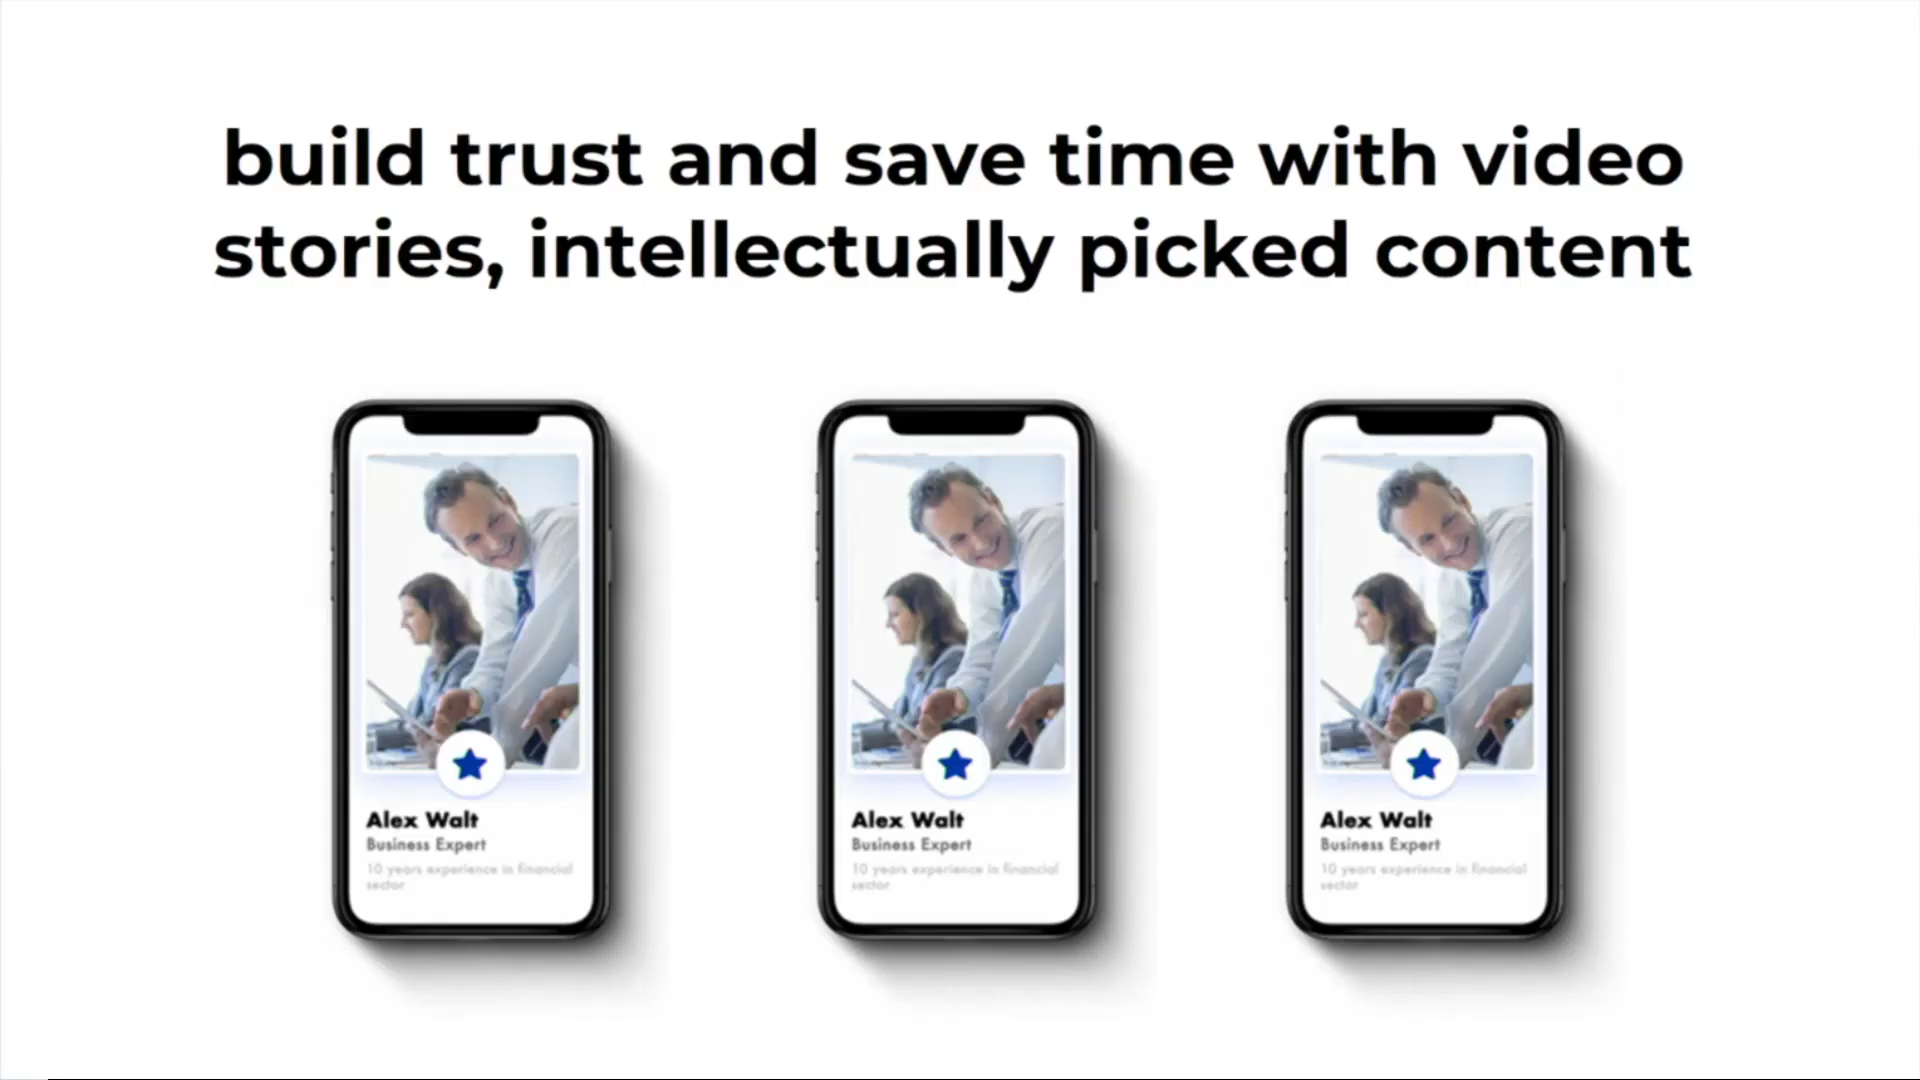 build trust and save time with video
stories, intellectually picked content
Alex Walt
Business Expert
10 years experience in financial
sector
Alex Walt
Business Expert
10 years experience in financial
sector
Alex Walt
Business Expert
10 years experience in financial
sector